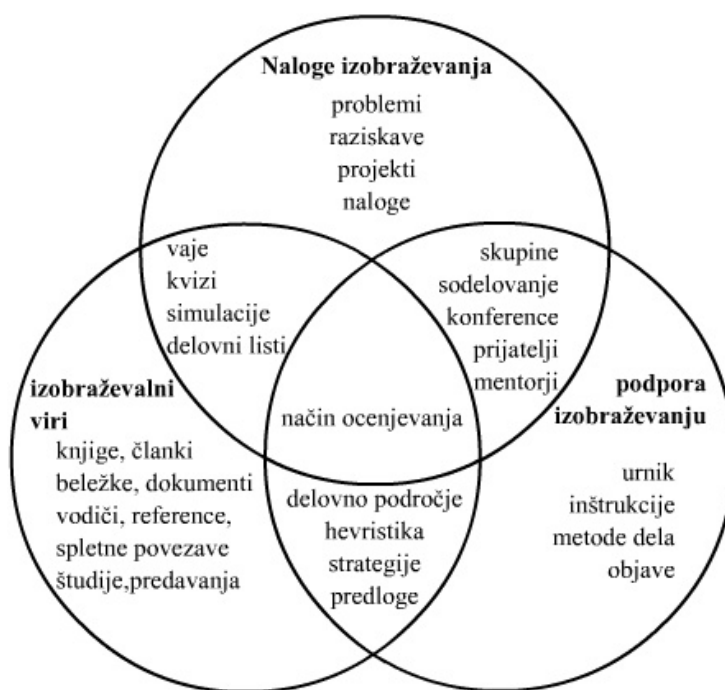 Naloge izobraževanja
problemi
raziskave
projekti
naloge
vaje
kvizi
simulacije
delovni listi
skupine
sodelovanje
konference
prijatelji
mentorji
izobraževalni
viri
knjige, članki
beležke, dokumenti
vodiči, reference,
spletne povezave
študije,predavanja
način ocenjevanja
podpora
izobraževanju
urnik
inštrukcije
metode dela
objave
delovno področje
hevristika
strategije
predloge